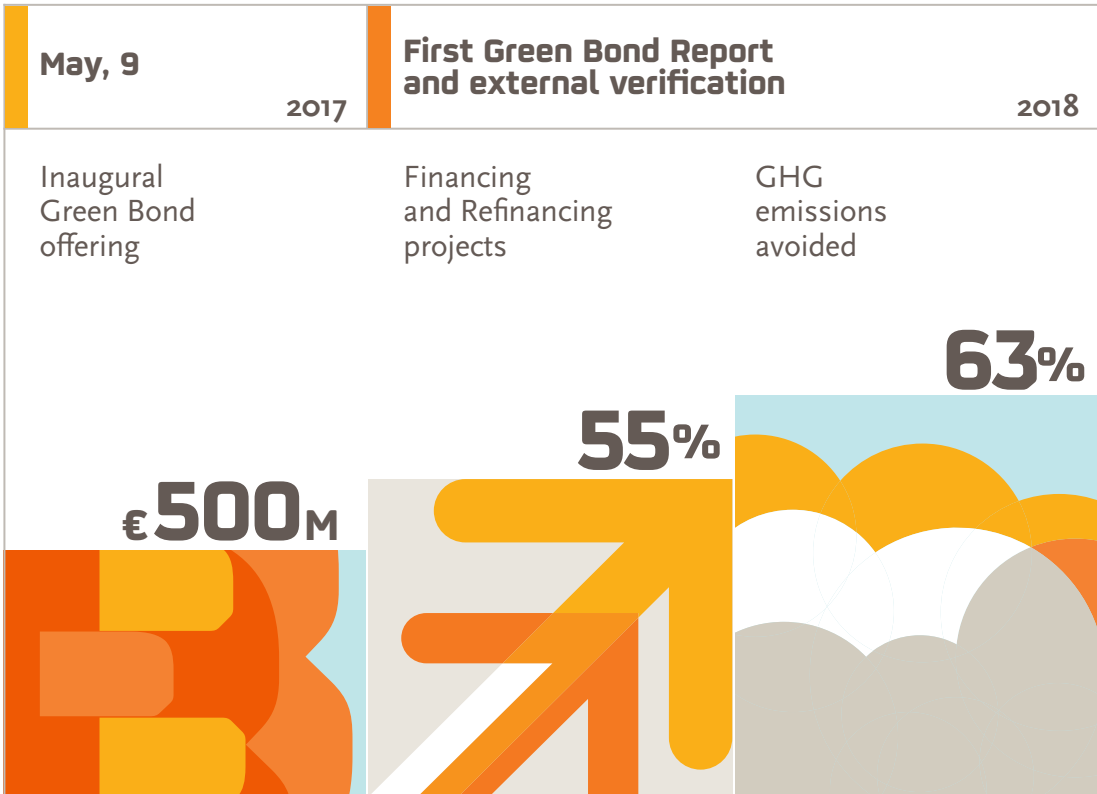 May, 9
2017
First Green Bond Report
and external verification
2018
Inaugural
Green Bond
offering
€500M
Financing
and Refinancing
projects
55%
GHG
emissions
avoided
63%